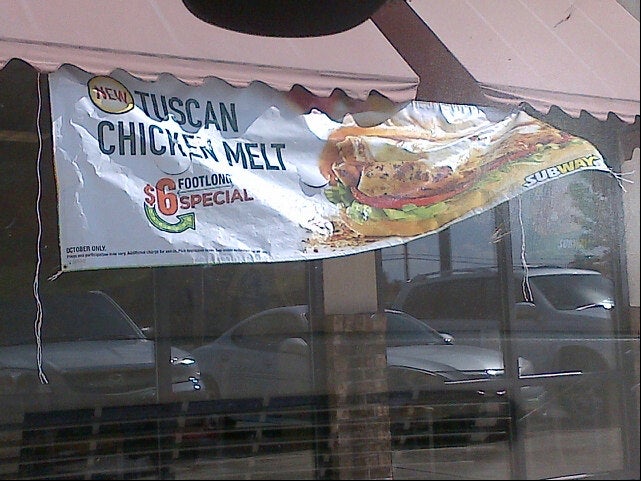 NEW
TUSCAN
CHICKEN MELT
$6 FOOTLONG
SPECIAL
SUBWAY
OCTOBER ONLY.